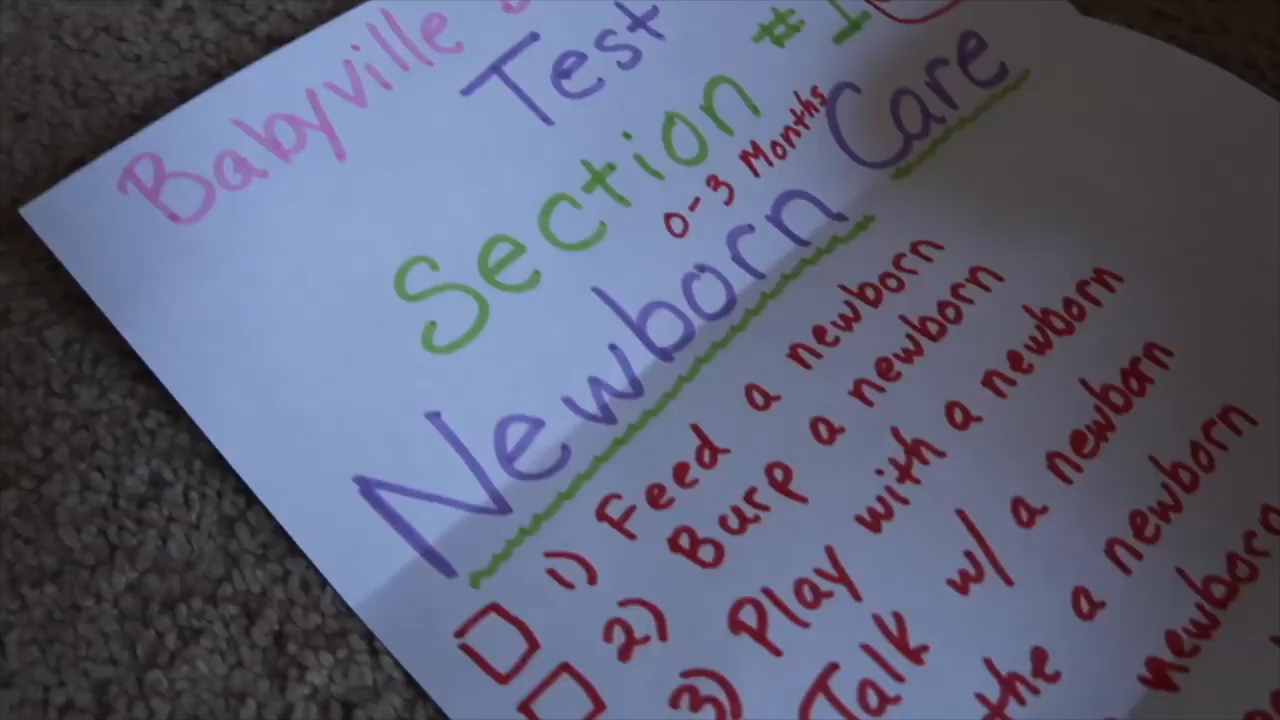 Babyville
Test
Section #1
0-3 Months
Newborn Care
1) Feed a newborn
2) Burp a newborn
3) Play with a newborn
Talk w/ a newborn
the a newborn
newborn